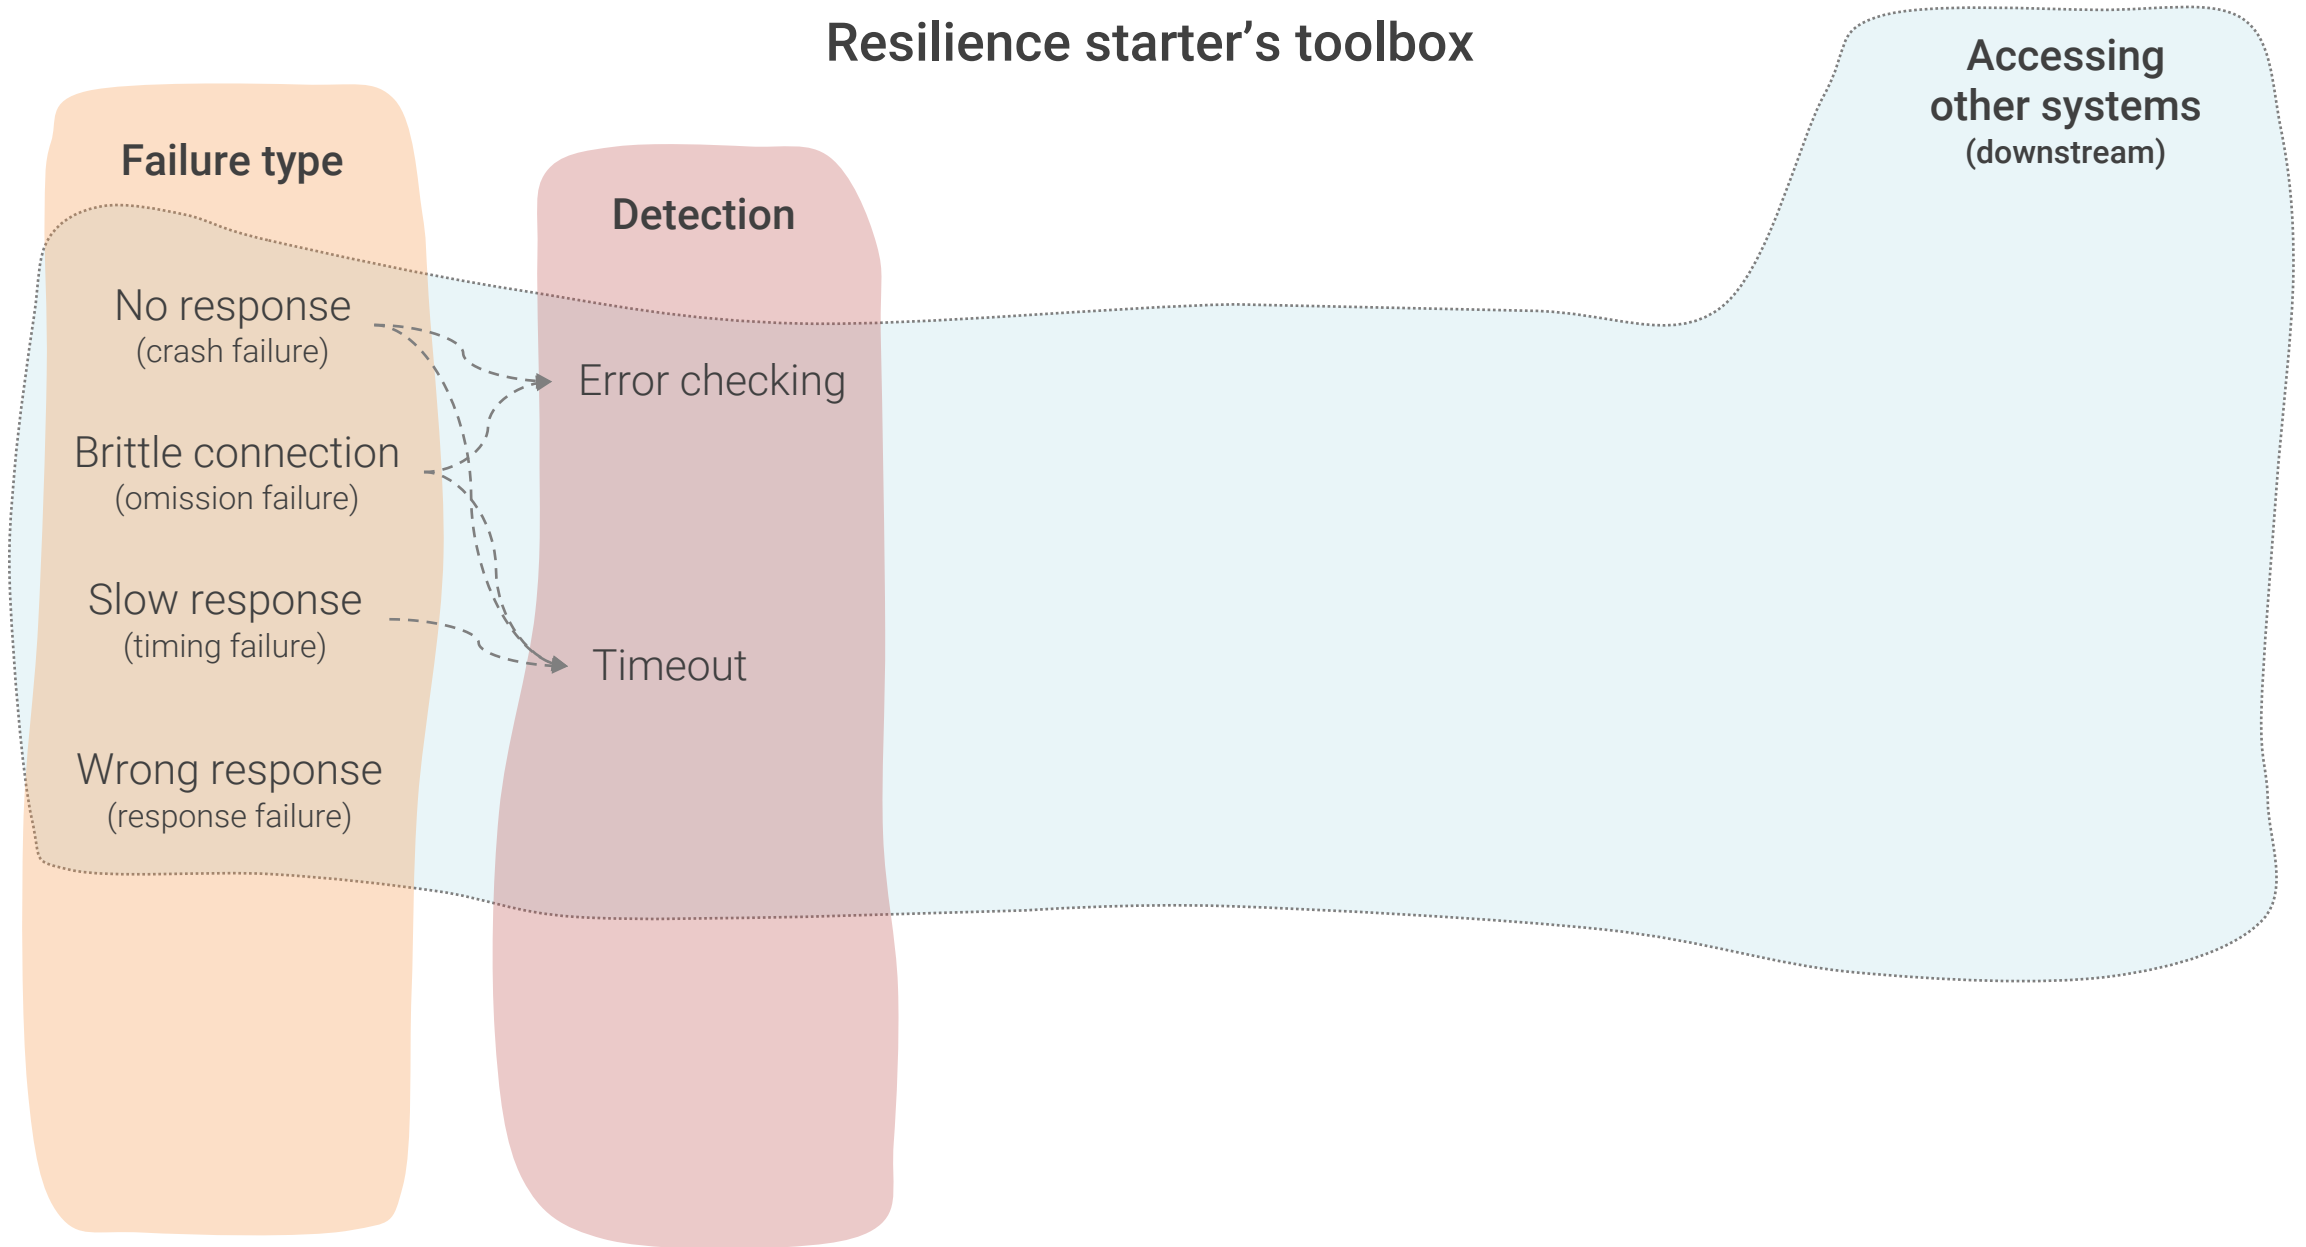 Resilience starter’s toolbox
Accessing
other systems
(downstream)
Failure type
Detection
No response
(crash failure)
Error checking
Brittle connection
(omission failure)
Slow response
(timing failure)
Timeout
Wrong response
(response failure)